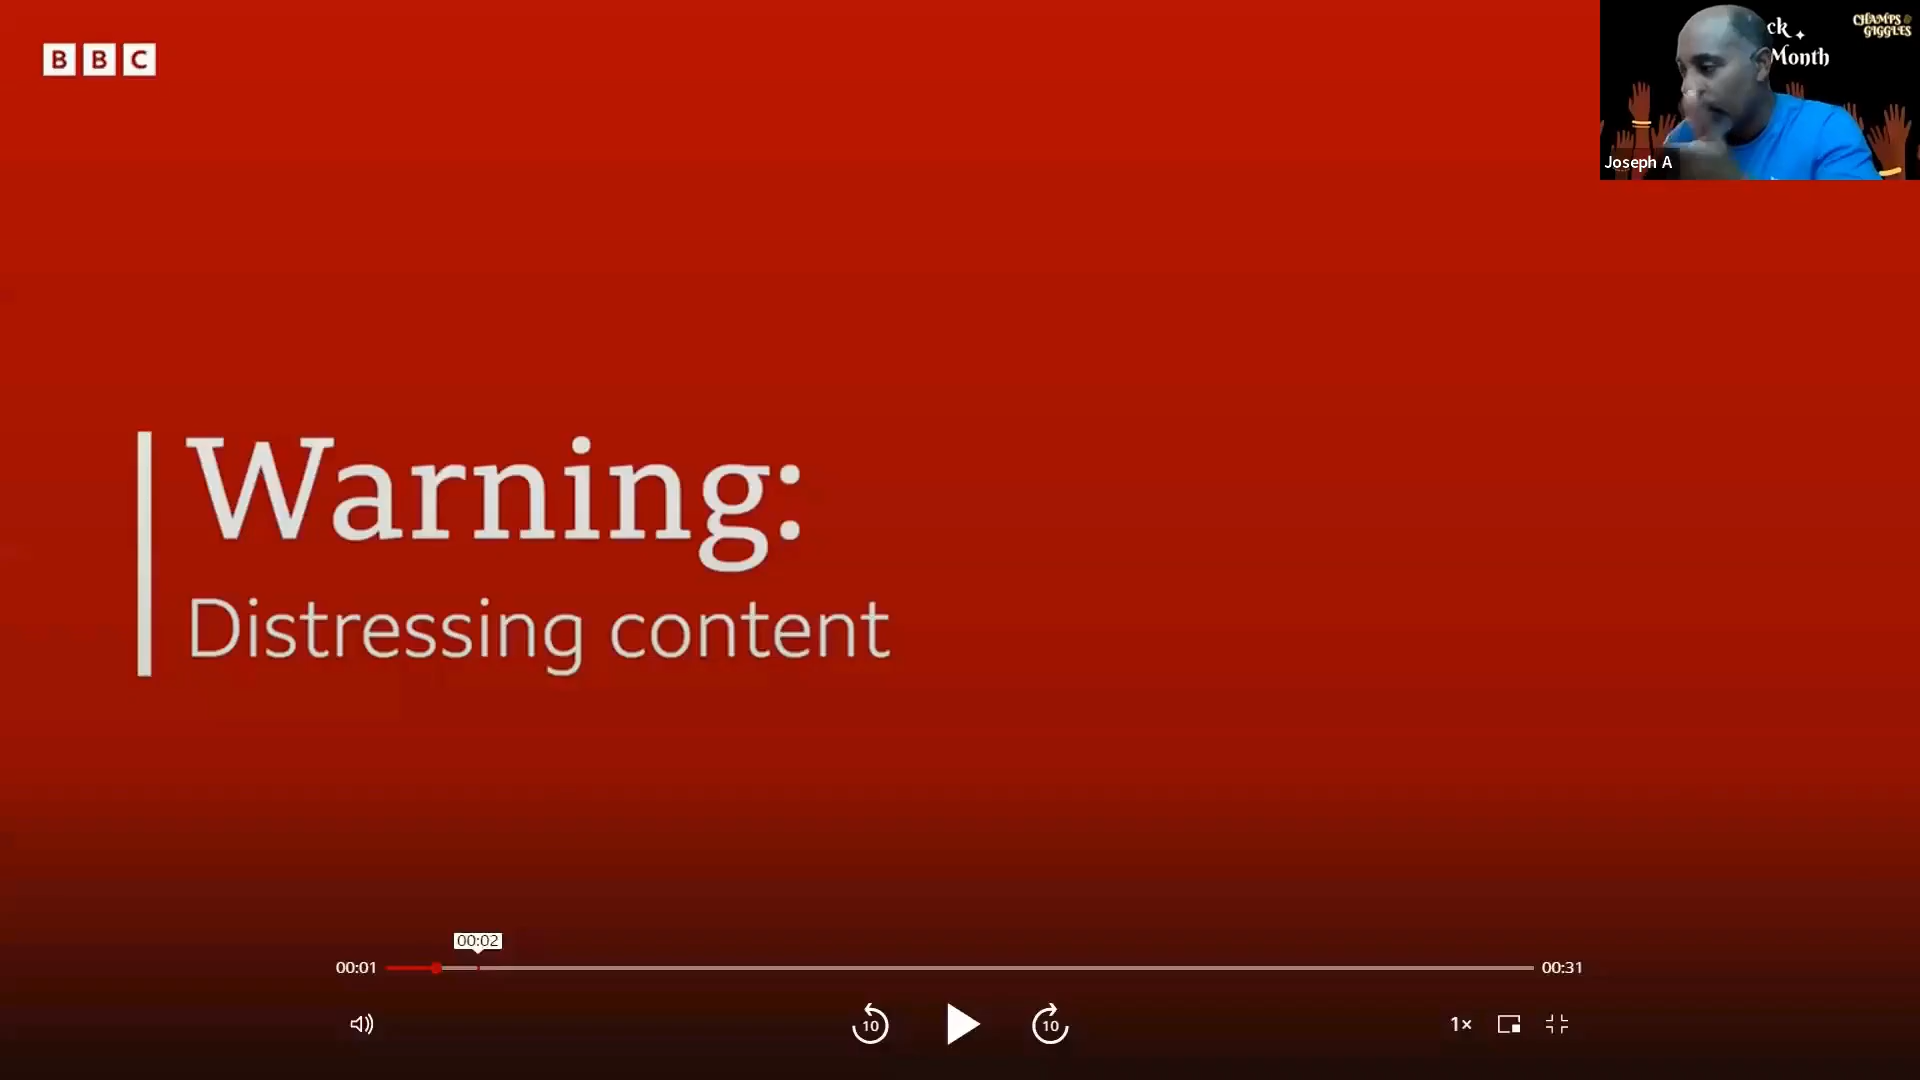 BBC
ck
Month
CHAMPS &
GIGGLES
Joseph A
Warning:
Distressing content
00:02
00:01
00:31
10
10
1×